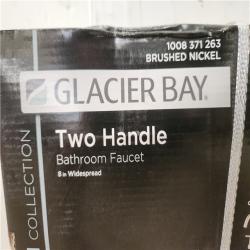 1008 371 263
BRUSHED NICKEL
GLACIER BAY
Two Handle
Bathroom Faucet
8 in Widespread
COLLECTION